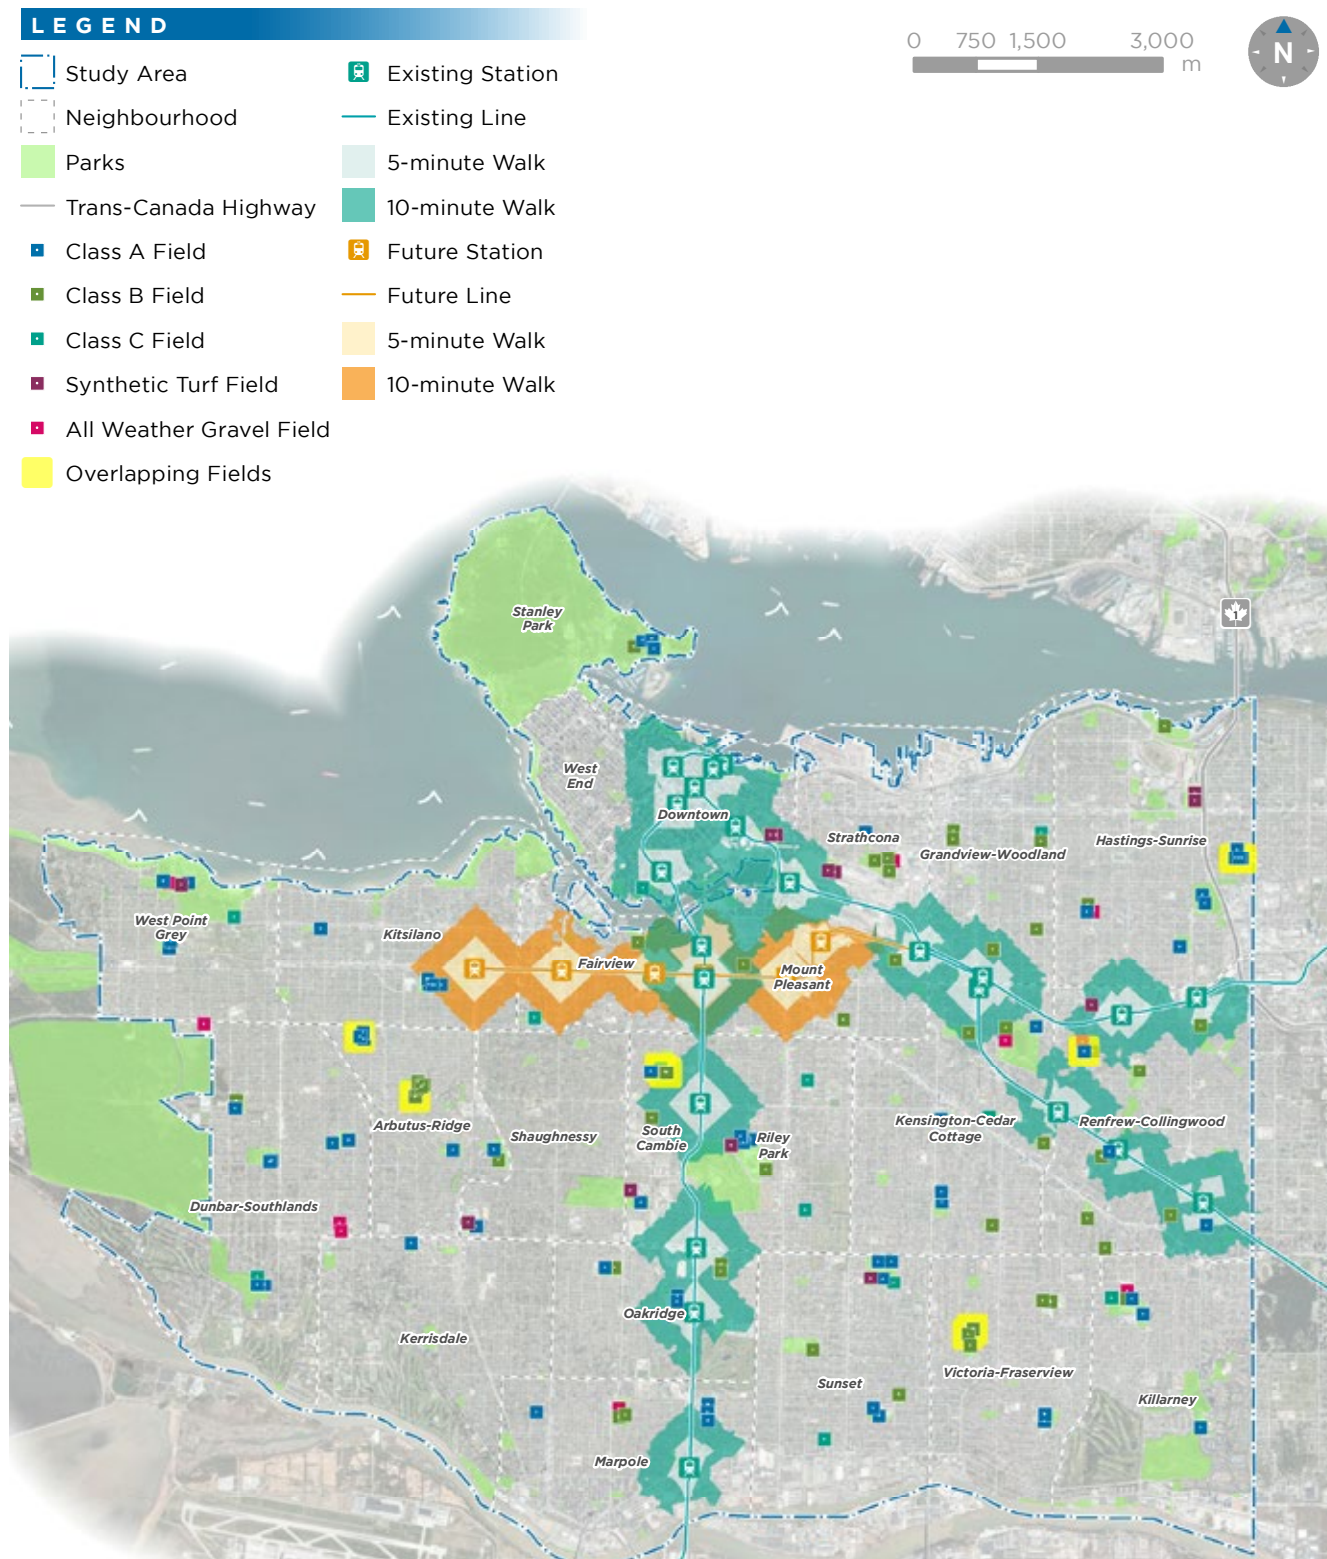 LEGEND
Study Area
Neighbourhood
Parks
Trans-Canada Highway
Class A Field
Class B Field
Class C Field
Synthetic Turf Field
All Weather Gravel Field
Overlapping Fields
Existing Station
Existing Line
5-minute Walk
10-minute Walk
Future Station
Future Line
5-minute Walk
10-minute Walk
0 750 1,500 3,000
m
N
Stanley
Park
1
West
End
Downtown
Strathcona
Grandview-Woodland
Hastings-Sunrise
West Point
Grey
Kitsilano
Fairview
Mount
Pleasant
Arbutus-Ridge
Shaughnessy
South
Cambie
Riley
Park
Kensington-Cedar
Cottage
Renfrew-Collingwood
Dunbar-Southlands
Oakridge
Kerrisdale
Sunset
Victoria-Fraserview
Killarney
Marpole